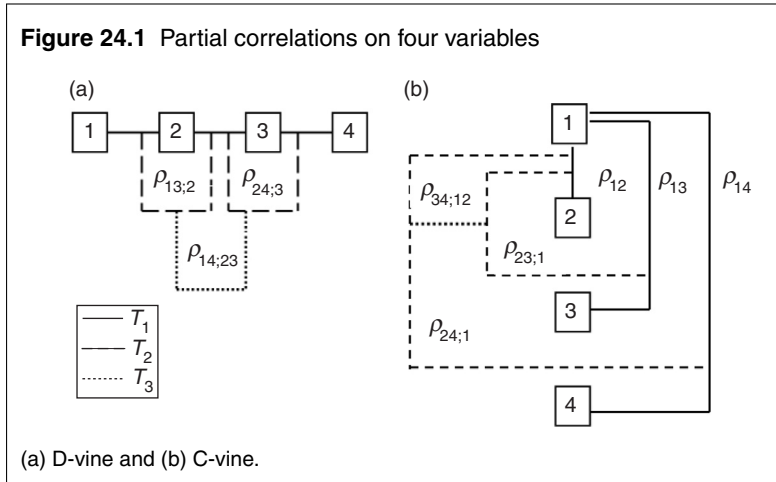 Figure 24.1 Partial correlations on four variables
(a)
1 2 3 4
ρ13;2 ρ24;3
ρ14;23
T1
T2
T3
(b)
1
ρ34;12 ρ12 ρ13 ρ14
2
ρ23;1
3
ρ24;1
4
(a) D-vine and (b) C-vine.